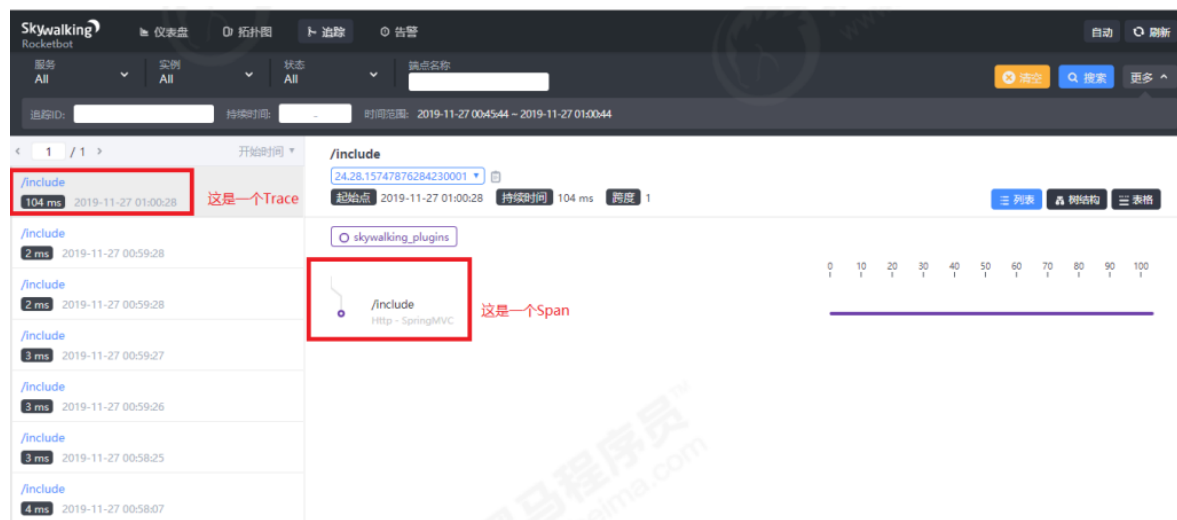 Skywalking
Rocketbot
仪表盘 拓扑图 追踪 告警 自动 刷新
服务 实例 状态 端点名称
All All All
清空 搜索 更多
追踪ID: 持续时间: - 时间范围: 2019-11-27 00:45:44 ~ 2019-11-27 01:00:44
< 1 / 1 > 开始时间
/include
/include
104 ms 2019-11-27 01:00:28
这是一个Trace
/include
2 ms 2019-11-27 00:59:28
/include
2 ms 2019-11-27 00:59:28
/include
3 ms 2019-11-27 00:59:27
/include
3 ms 2019-11-27 00:59:26
/include
3 ms 2019-11-27 00:58:25
/include
4 ms 2019-11-27 00:58:07
24.28.15747876284230001
起始点 2019-11-27 01:00:28 持续时间 104 ms 跨度 1
列表 树结构 表格
skywalking_plugins
0 10 20 30 40 50 60 70 80 90 100
/include
Http - SpringMVC
这是一个Span
马程序员